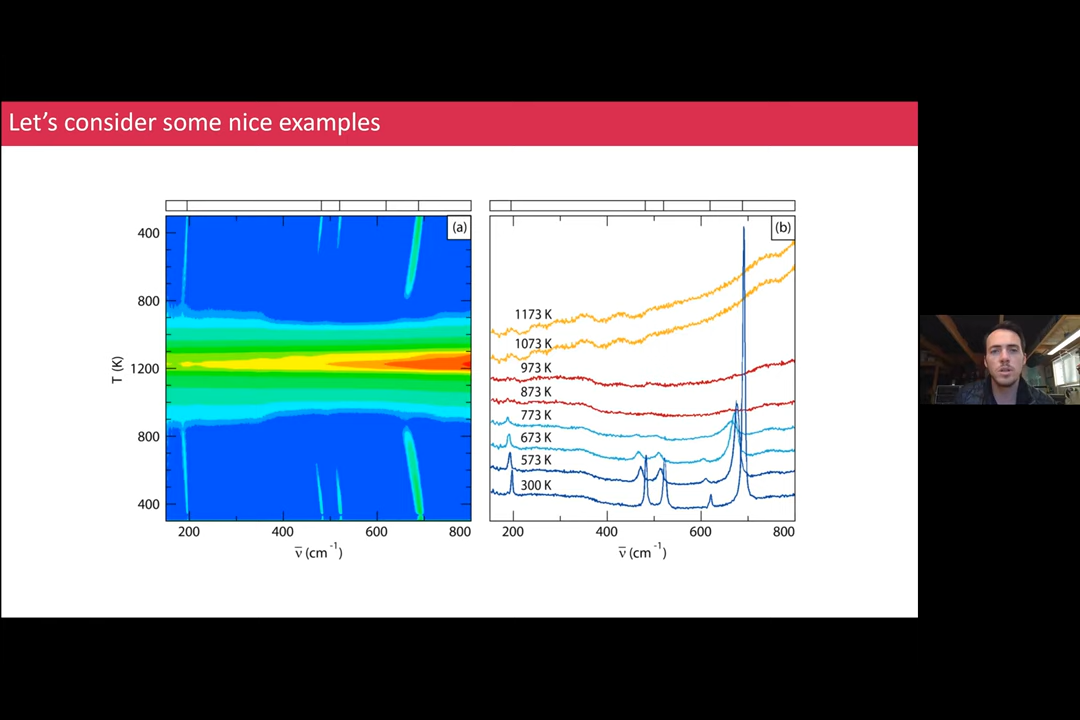 Let's consider some nice examples
(a)
400
800
1200
800
400
T (K)
200
400
600
800
ν̅ (cm⁻¹)
(b)
1173 K
1073 K
973 K
873 K
773 K
673 K
573 K
300 K
200
400
600
800
ν̅ (cm⁻¹)